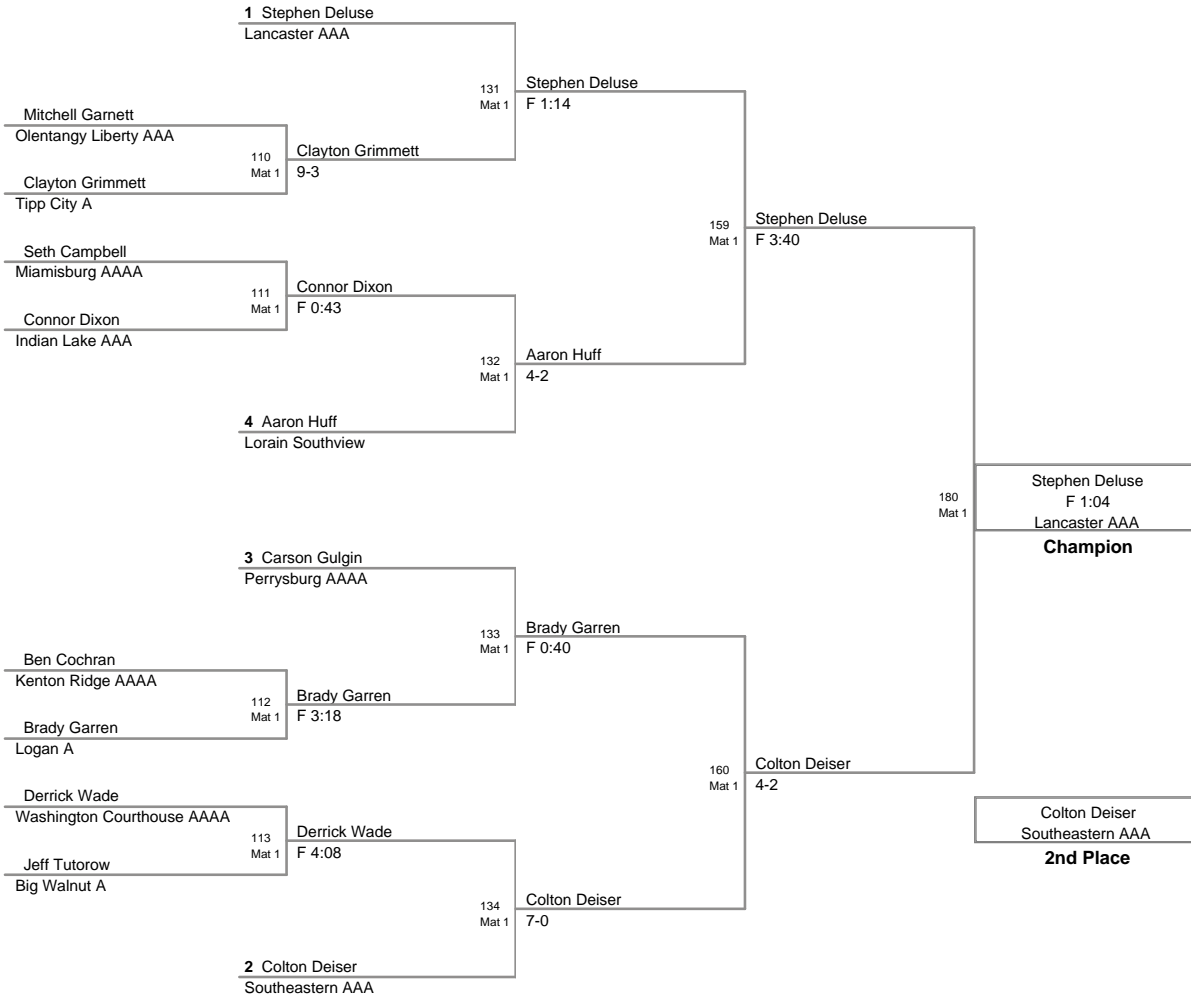 1 Stephen Deluse
Lancaster AAA
131
Mat 1
Stephen Deluse
F 1:14
Mitchell Garnett
Olentangy Liberty AAA
110
Mat 1
Clayton Grimmett
9-3
Clayton Grimmett
Tipp City A
159
Mat 1
Stephen Deluse
F 3:40
Seth Campbell
Miamisburg AAAA
111
Mat 1
Connor Dixon
F 0:43
Connor Dixon
Indian Lake AAA
132
Mat 1
Aaron Huff
4-2
4 Aaron Huff
Lorain Southview
180
Mat 1
Stephen Deluse
F 1:04
Lancaster AAA
Champion
3 Carson Gulgin
Perrysburg AAAA
133
Mat 1
Brady Garren
F 0:40
Ben Cochran
Kenton Ridge AAAA
112
Mat 1
Brady Garren
F 3:18
Brady Garren
Logan A
160
Mat 1
Colton Deiser
4-2
Derrick Wade
Washington Courthouse AAAA
113
Mat 1
Derrick Wade
F 4:08
Jeff Tutorow
Big Walnut A
Colton Deiser
Southeastern AAA
2nd Place
134
Mat 1
Colton Deiser
7-0
2 Colton Deiser
Southeastern AAA